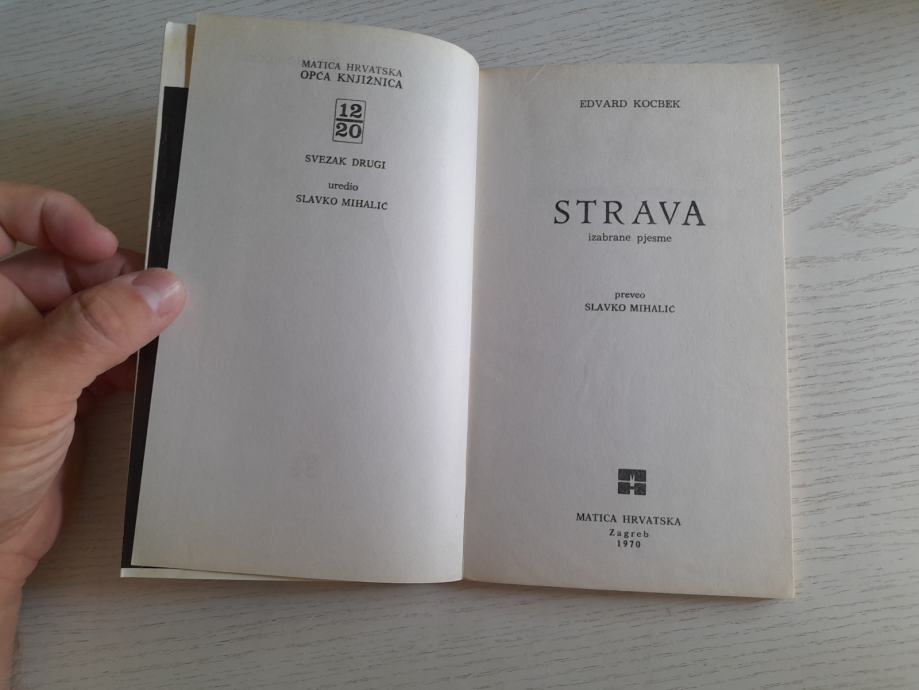 MATICA HRVATSKA
OPĆA KNJIŽNICA
12
20
SVEZAK DRUGI
uredio
SLAVKO MIHALIĆ
EDVARD KOCBEK
STRAVA
izabrane pjesme
preveo
SLAVKO MIHALIĆ
MATICA HRVATSKA
Zagreb
1970